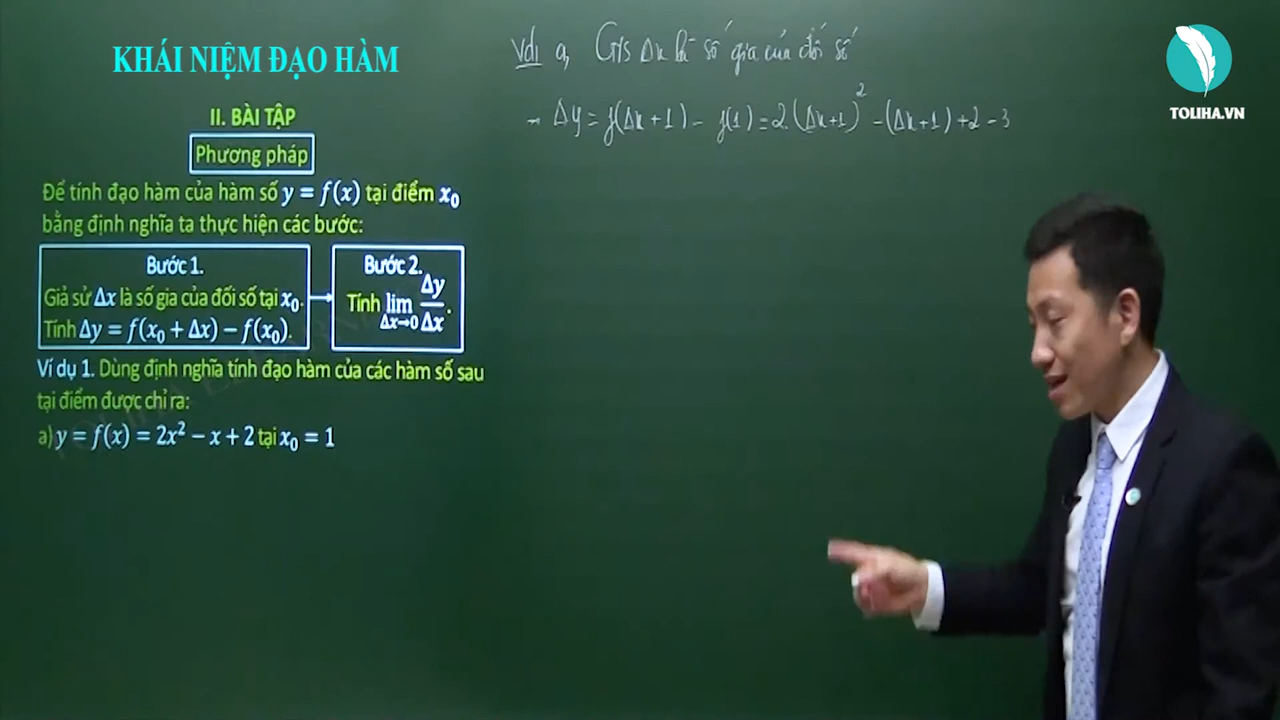 KHÁI NIỆM ĐẠO HÀM
II. BÀI TẬP
Phương pháp
Để tính đạo hàm của hàm số y = f(x) tại điểm x₀
bằng định nghĩa ta thực hiện các bước:
Bước 1.
Giả sử Δx là số gia của đối số tại x₀.
Tính Δy = f(x₀ + Δx) − f(x₀).
Bước 2.
Tính lim Δx→0 Δy/Δx.
Ví dụ 1. Dùng định nghĩa tính đạo hàm của các hàm số sau
tại điểm được chỉ ra:
a) y = f(x) = 2x² − x + 2 tại x₀ = 1
Vd1 a, G/s Δx là số gia của đối số
→ Δy = f(Δx + 1) − f(1) = 2.(Δx+1)² − (Δx+1) + 2 − 3
TOLIHA.VN